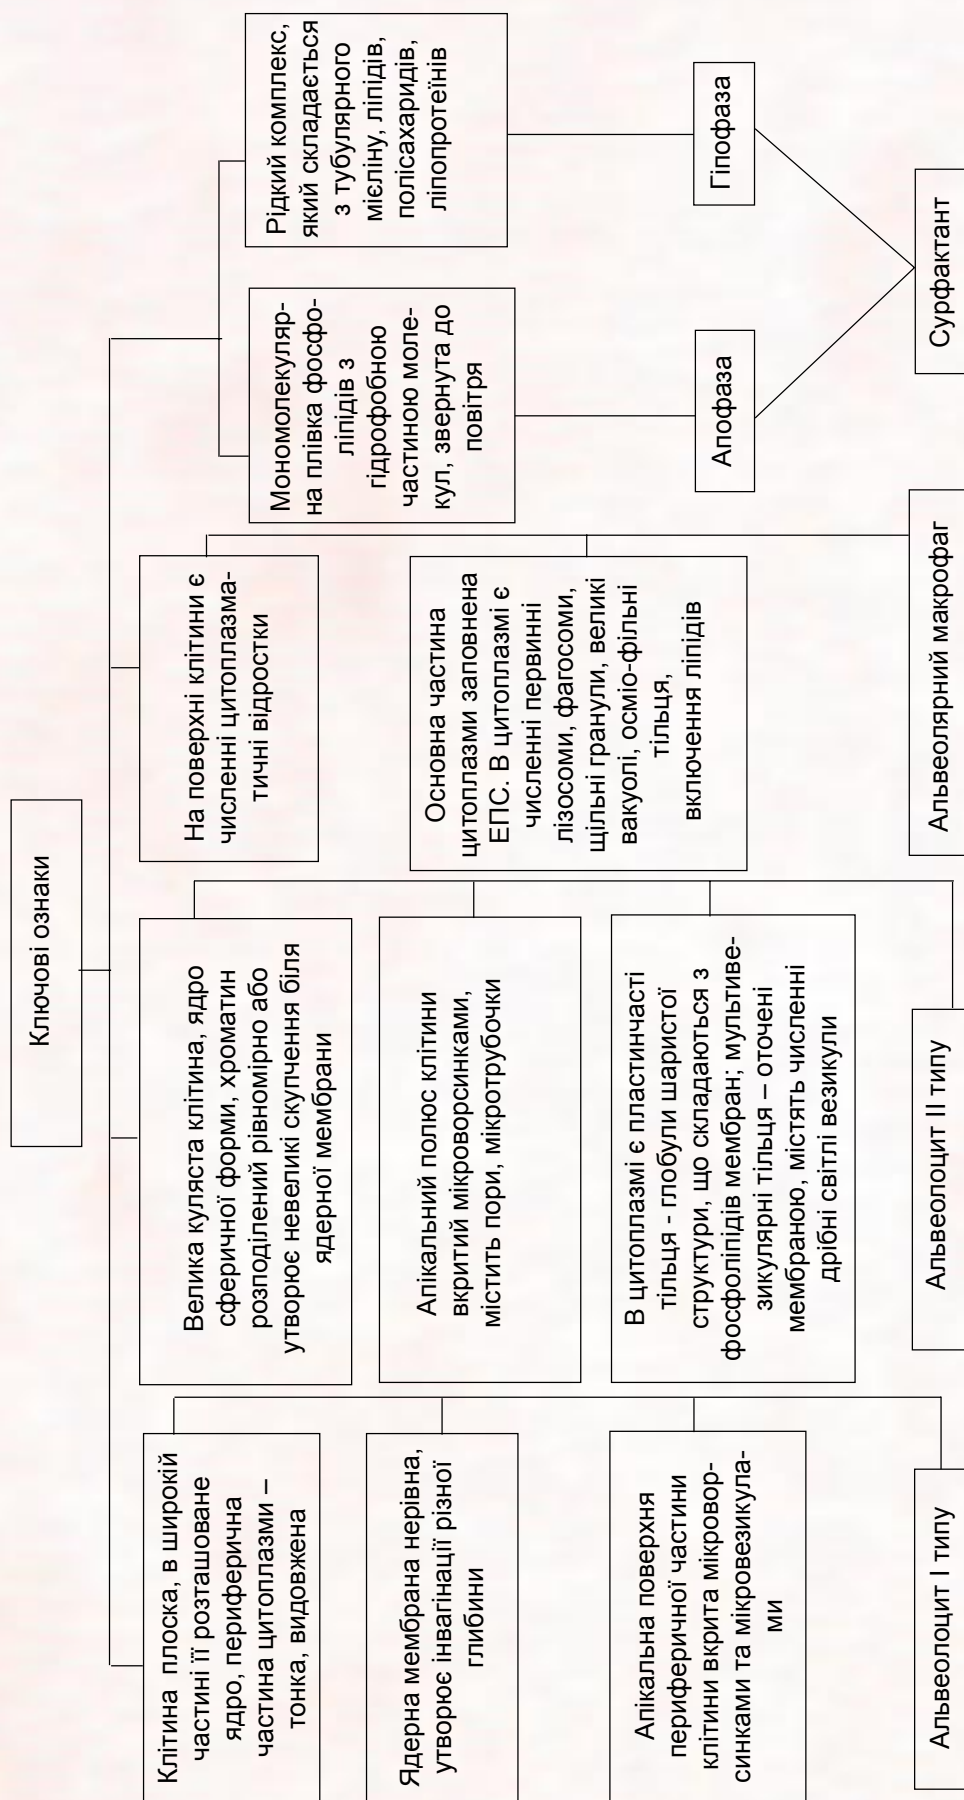 Ключові ознаки
Клітина плоска, в широкій
частині її розташоване
ядро, периферична
частина цитоплазми –
тонка, видовжена
Ядерна мембрана нерівна,
утворює інвагінації різної
глибини
Апікальна поверхня
периферичної частини
клітини вкрита мікровор-
синками та мікровезикула-
ми
Альвеолоцит I типу
Велика куляста клітина, ядро
сферичної форми, хроматин
розподілений рівномірно або
утворює невеликі скупчення біля
ядерної мембрани
Апікальний полюс клітини
вкритий мікроворсинками,
містить пори, мікротрубочки
В цитоплазмі є пластинчасті
тільця - глобули шаристої
структури, що складаються з
фосфоліпідів мембран; мультиве-
зикулярні тільця – оточені
мембраною, містять численні
дрібні світлі везикули
Альвеолоцит II типу
На поверхні клітини є
численні цитоплазма-
тичні відростки
Основна частина
цитоплазми заповнена
ЕПС. В цитоплазмі є
численні первинні
лізосоми, фагосоми,
щільні гранули, великі
вакуолі, осміо-фільні
тільця,
включення ліпідів
Альвеолярний макрофаг
Мономолекуляр-
на плівка фосфо-
ліпідів з
гідрофобною
частиною моле-
кул, звернута до
повітря
Апофаза
Рідкий комплекс,
який складається
з тубулярного
мієліну, ліпідів,
полісахаридів,
ліпопротеїнів
Гіпофаза
Сурфактант